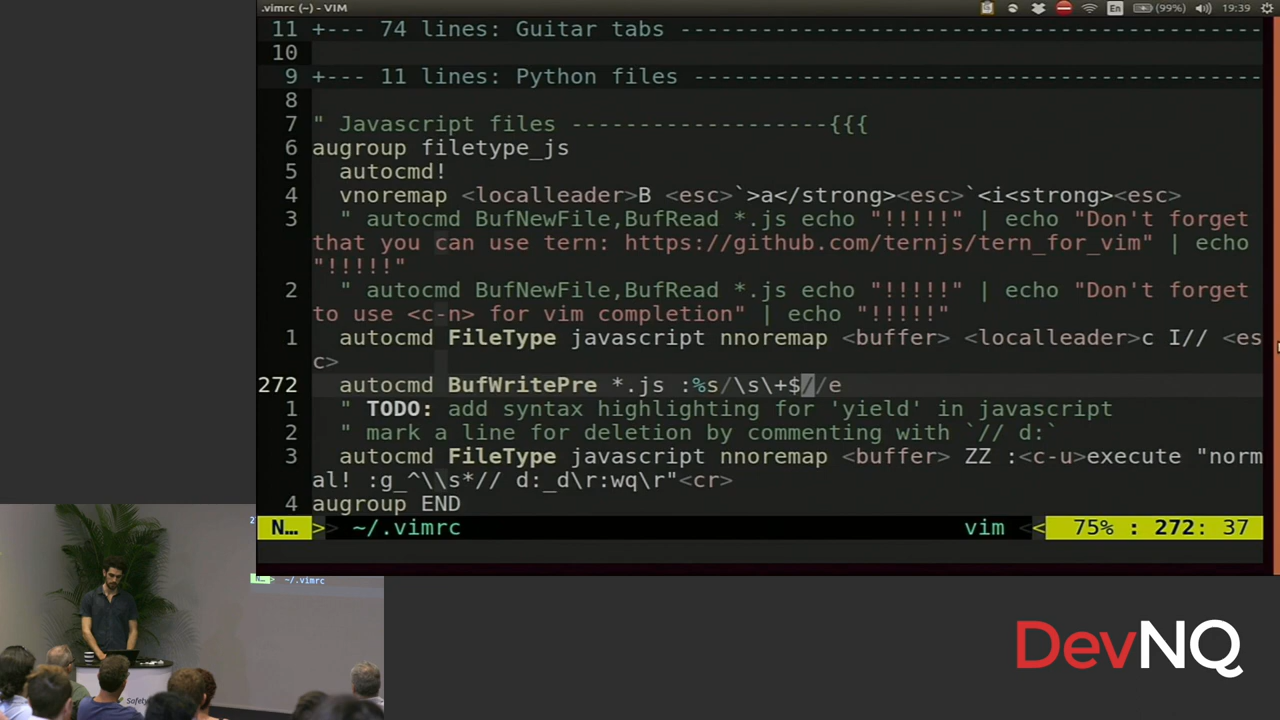 .vimrc (~) - VIM
En
(99%)
19:39
11 +--- 74 lines: Guitar tabs --------------------------------------------
10
9 +--- 11 lines: Python files -------------------------------------------
8
7 " Javascript files -------------------{{{
6 augroup filetype_js
5 autocmd!
4 vnoremap <localleader>B <esc>`>a</strong><esc>`<i<strong><esc>
3 " autocmd BufNewFile,BufRead *.js echo "!!!!!" | echo "Don't forget
that you can use tern: https://github.com/ternjs/tern_for_vim" | echo
"!!!!!"
2 " autocmd BufNewFile,BufRead *.js echo "!!!!!" | echo "Don't forget
to use <c-n> for vim completion" | echo "!!!!!"
1 autocmd FileType javascript nnoremap <buffer> <localleader>c I// <es
c>
272 autocmd BufWritePre *.js :%s/\s\+$//e
1 " TODO: add syntax highlighting for 'yield' in javascript
2 " mark a line for deletion by commenting with `// d:`
3 autocmd FileType javascript nnoremap <buffer> ZZ :<c-u>execute "norm
al! :g_^\\s*// d:_d\r:wq\r"<cr>
4 augroup END
N… > ~/.vimrc vim < 75% : 272: 37
~/.vimrc
Safety
DevNQ